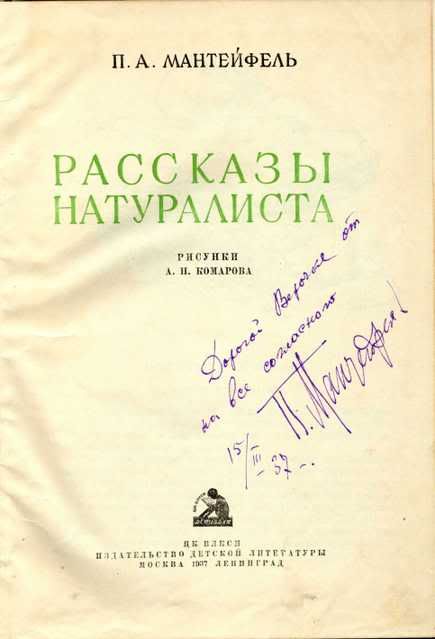 П. А. МАНТЕЙФЕЛЬ
РАССКАЗЫ
НАТУРАЛИСТА
РИСУНКИ
А. Н. КОМАРОВА
Дорогой Верочке от
на все согласного
П. Мантейфеля
15/III – 37
ЦК ВЛКСМ
ИЗДАТЕЛЬСТВО ДЕТСКОЙ ЛИТЕРАТУРЫ
МОСКВА 1937 ЛЕНИНГРАД